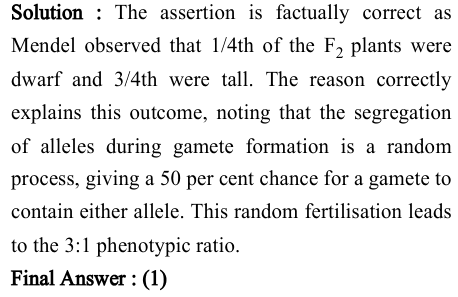 Solution : The assertion is factually correct as
Mendel observed that 1/4th of the F₂ plants were
dwarf and 3/4th were tall. The reason correctly
explains this outcome, noting that the segregation
of alleles during gamete formation is a random
process, giving a 50 per cent chance for a gamete to
contain either allele. This random fertilisation leads
to the 3:1 phenotypic ratio.
Final Answer : (1)